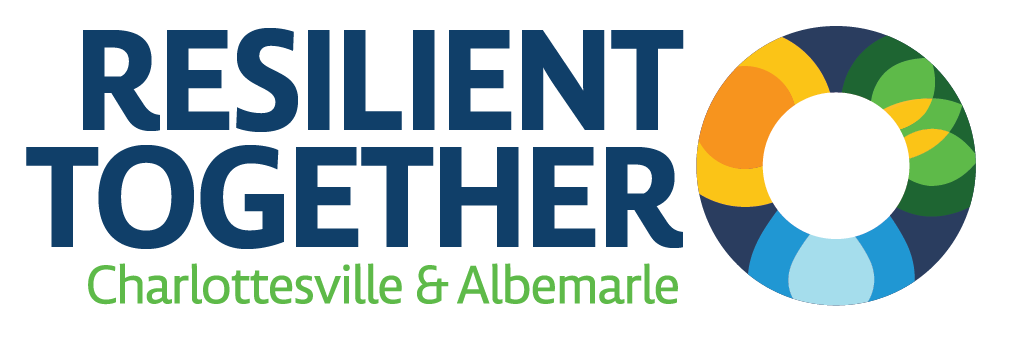 RESILIENT
TOGETHER
Charlottesville & Albemarle